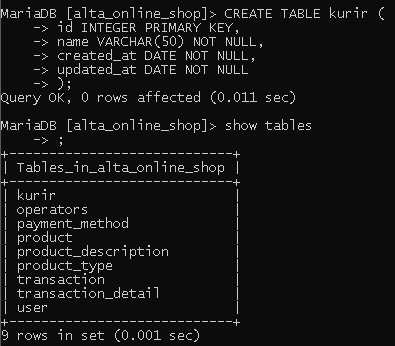 MariaDB [alta_online_shop]> CREATE TABLE kurir (
    -> id INTEGER PRIMARY KEY,
    -> name VARCHAR(50) NOT NULL,
    -> created_at DATE NOT NULL,
    -> updated_at DATE NOT NULL
    -> );
Query OK, 0 rows affected (0.011 sec)

MariaDB [alta_online_shop]> show tables
    -> ;
+----------------------------+
| Tables_in_alta_online_shop |
+----------------------------+
| kurir                      |
| operators                  |
| payment_method             |
| product                    |
| product_description        |
| product_type               |
| transaction                |
| transaction_detail         |
| user                       |
+----------------------------+
9 rows in set (0.001 sec)